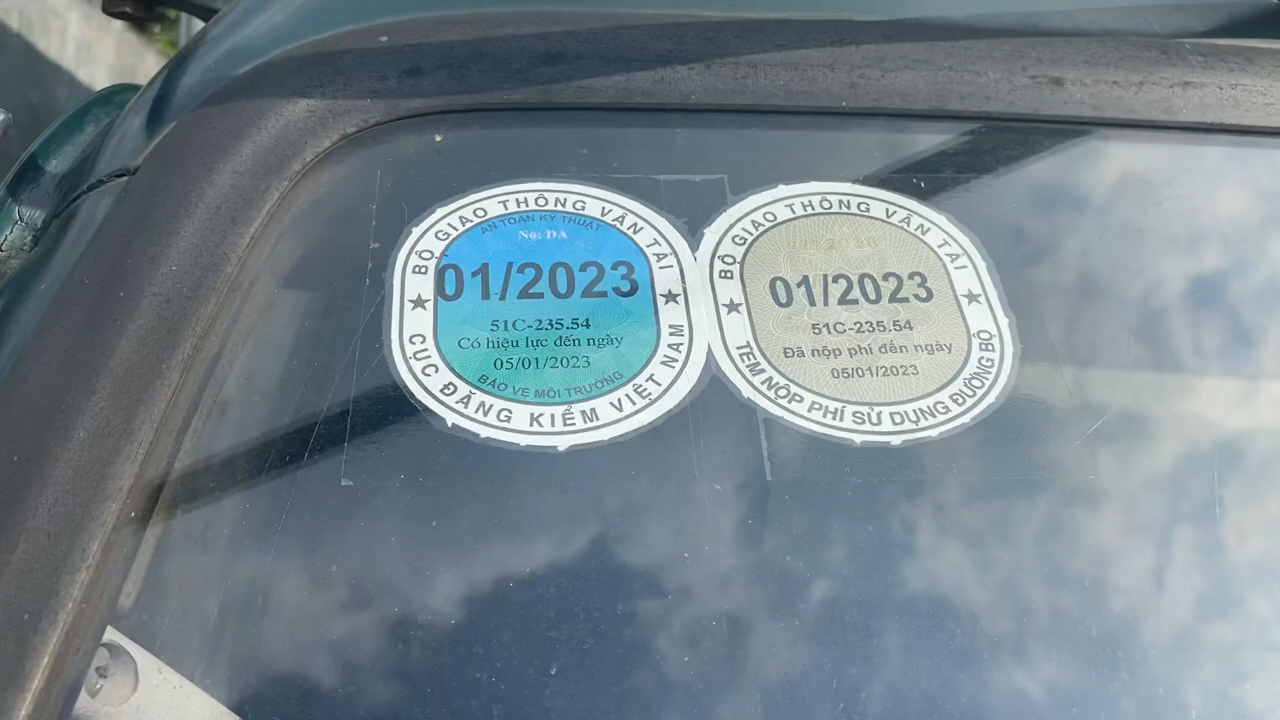 BỘ GIAO THÔNG VẬN TẢI
AN TOÀN KỸ THUẬT
No: DA
01/2023
51C-235.54
Có hiệu lực đến ngày
05/01/2023
BẢO VỆ MÔI TRƯỜNG
CỤC ĐĂNG KIỂM VIỆT NAM
BỘ GIAO THÔNG VẬN TẢI
01/2023
51C-235.54
Đã nộp phí đến ngày
05/01/2023
TEM NỘP PHÍ SỬ DỤNG ĐƯỜNG BỘ